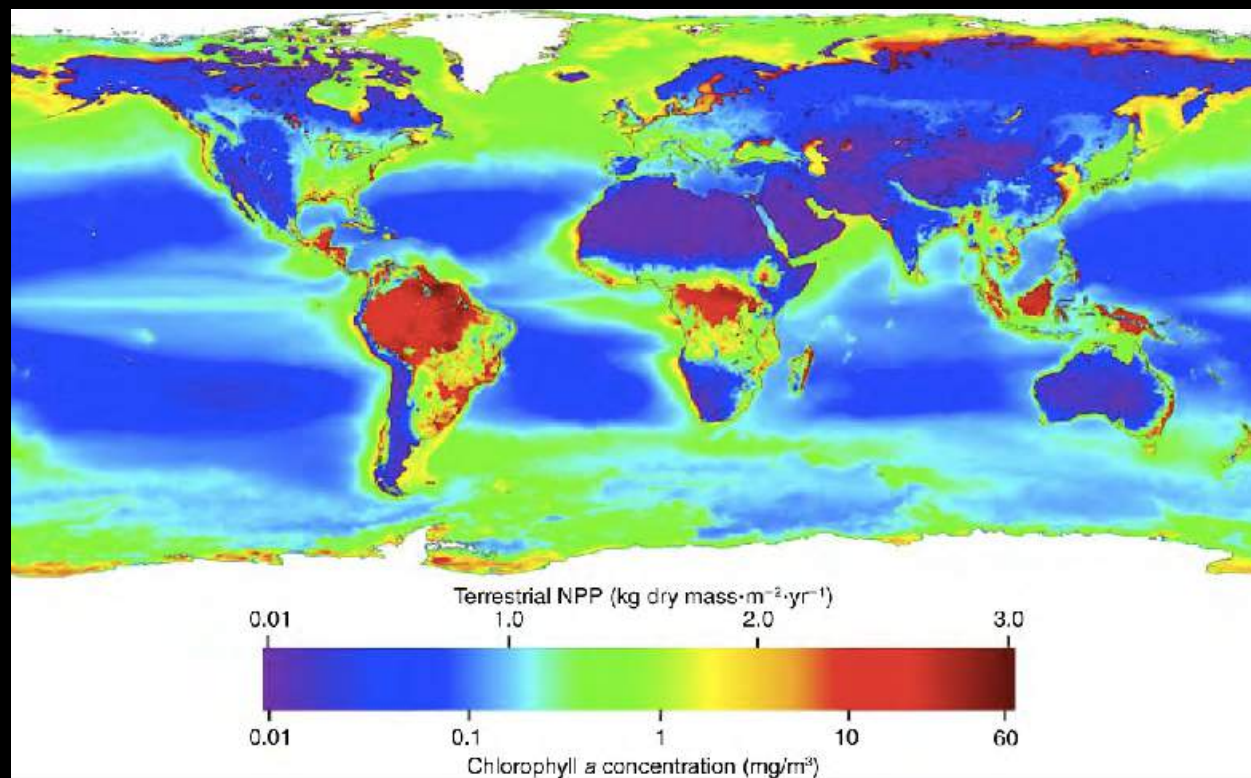 Terrestrial NPP (kg dry mass·m⁻²·yr⁻¹)
0.01 1.0 2.0 3.0
0.01 0.1 1 10 60
Chlorophyll a concentration (mg/m³)